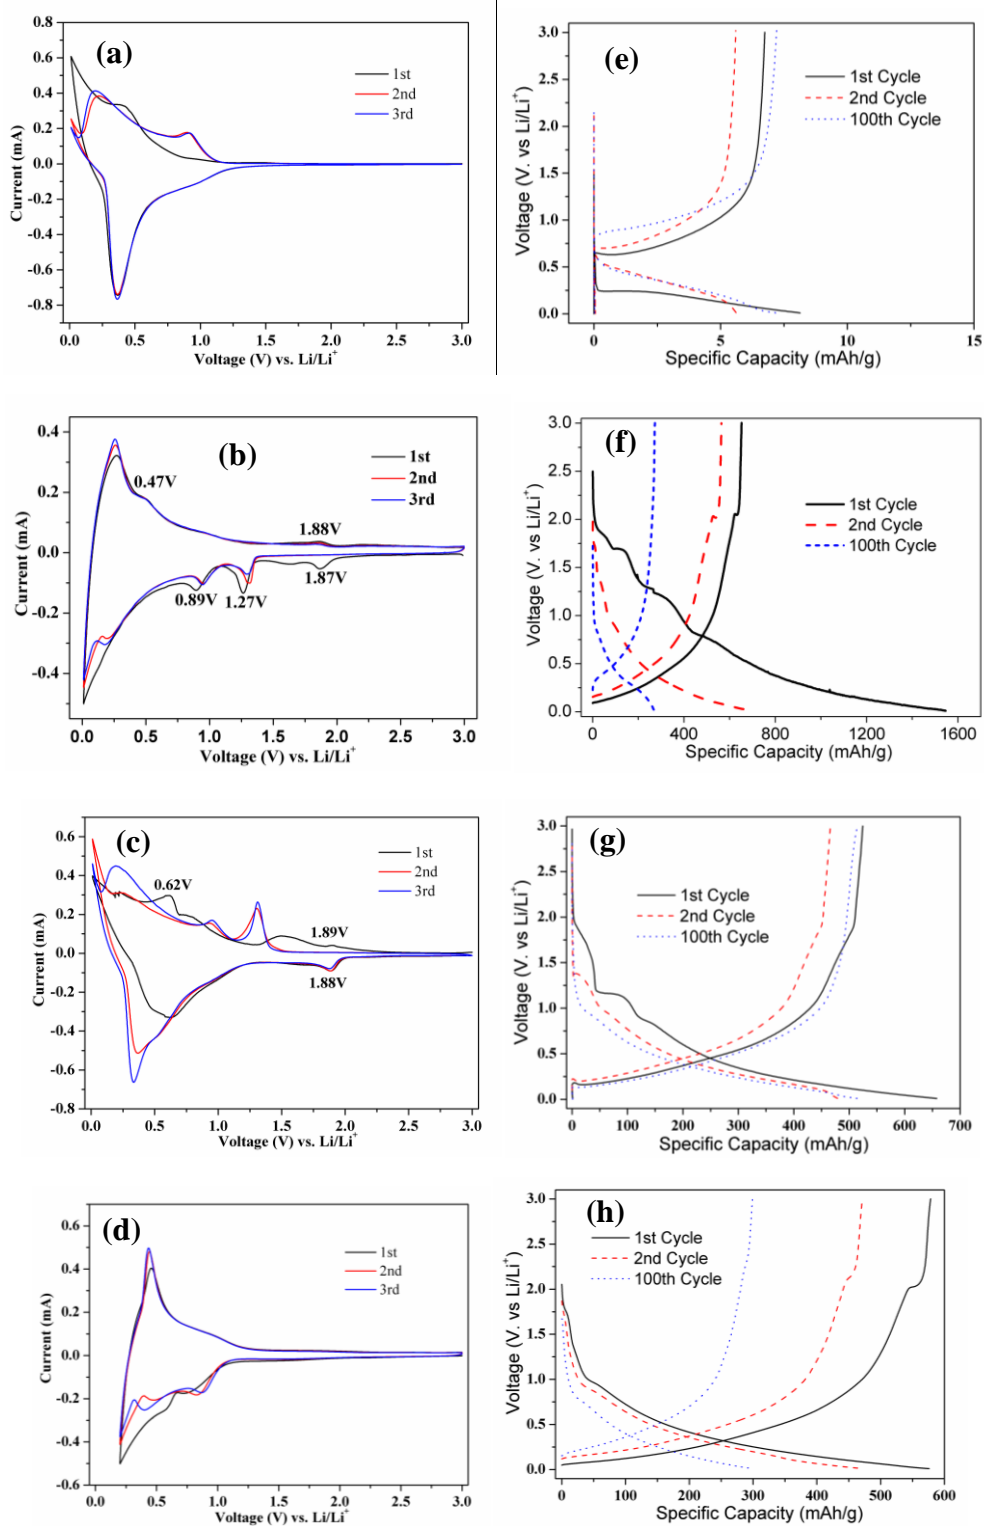 (a)
1st
2nd
3rd
0.8
0.6
0.4
0.2
0.0
-0.2
-0.4
-0.6
-0.8
Current (mA)
0.0 0.5 1.0 1.5 2.0 2.5 3.0
Voltage (V) vs. Li/Li⁺
(e)
1st Cycle
2nd Cycle
100th Cycle
3.0
2.5
2.0
1.5
1.0
0.5
0.0
Voltage (V. vs Li/Li⁺)
0 5 10 15
Specific Capacity (mAh/g)
(b)
1st
2nd
3rd
0.47V
1.88V
0.89V 1.27V 1.87V
0.4
0.2
0.0
-0.2
-0.4
Current (mA)
0.0 0.5 1.0 1.5 2.0 2.5 3.0
Voltage (V) vs. Li/Li⁺
(f)
1st Cycle
2nd Cycle
100th Cycle
3.0
2.5
2.0
1.5
1.0
0.5
0.0
Voltage (V. vs Li/Li⁺)
0 400 800 1200 1600
Specific Capacity (mAh/g)
(c)
1st
2nd
3rd
0.62V
1.89V
1.88V
0.6
0.4
0.2
0.0
-0.2
-0.4
-0.6
-0.8
Current (mA)
0.0 0.5 1.0 1.5 2.0 2.5 3.0
Voltage (V) vs. Li/Li⁺
(g)
1st Cycle
2nd Cycle
100th Cycle
3.0
2.5
2.0
1.5
1.0
0.5
0.0
Voltage (V. vs Li/Li⁺)
0 100 200 300 400 500 600 700
Specific Capacity (mAh/g)
(d)
1st
2nd
3rd
0.6
0.4
0.2
0.0
-0.2
-0.4
-0.6
Current (mA)
0.0 0.5 1.0 1.5 2.0 2.5 3.0
Voltage (V) vs. Li/Li⁺
(h)
1st Cycle
2nd Cycle
100th Cycle
3.0
2.5
2.0
1.5
1.0
0.5
0.0
Voltage (V. vs Li/Li⁺)
0 100 200 300 400 500 600
Specific Capacity (mAh/g)